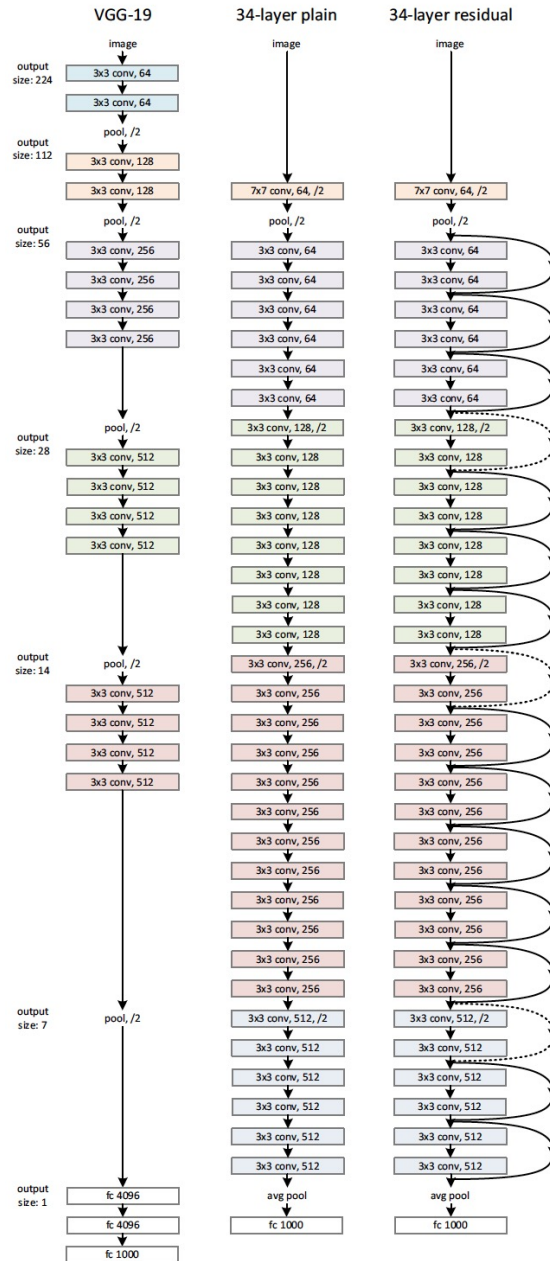 VGG-19
image
output
size: 224
3x3 conv, 64
3x3 conv, 64
pool, /2
output
size: 112
3x3 conv, 128
3x3 conv, 128
pool, /2
output
size: 56
3x3 conv, 256
3x3 conv, 256
3x3 conv, 256
3x3 conv, 256
pool, /2
output
size: 28
3x3 conv, 512
3x3 conv, 512
3x3 conv, 512
3x3 conv, 512
pool, /2
output
size: 14
3x3 conv, 512
3x3 conv, 512
3x3 conv, 512
3x3 conv, 512
pool, /2
output
size: 7
output
size: 1
fc 4096
fc 4096
fc 1000
34-layer plain
image
7x7 conv, 64, /2
pool, /2
3x3 conv, 64
3x3 conv, 64
3x3 conv, 64
3x3 conv, 64
3x3 conv, 64
3x3 conv, 64
3x3 conv, 128, /2
3x3 conv, 128
3x3 conv, 128
3x3 conv, 128
3x3 conv, 128
3x3 conv, 128
3x3 conv, 128
3x3 conv, 128
3x3 conv, 256, /2
3x3 conv, 256
3x3 conv, 256
3x3 conv, 256
3x3 conv, 256
3x3 conv, 256
3x3 conv, 256
3x3 conv, 256
3x3 conv, 256
3x3 conv, 256
3x3 conv, 256
3x3 conv, 256
3x3 conv, 512, /2
3x3 conv, 512
3x3 conv, 512
3x3 conv, 512
3x3 conv, 512
3x3 conv, 512
avg pool
fc 1000
34-layer residual
image
7x7 conv, 64, /2
pool, /2
3x3 conv, 64
3x3 conv, 64
3x3 conv, 64
3x3 conv, 64
3x3 conv, 64
3x3 conv, 64
3x3 conv, 128, /2
3x3 conv, 128
3x3 conv, 128
3x3 conv, 128
3x3 conv, 128
3x3 conv, 128
3x3 conv, 128
3x3 conv, 128
3x3 conv, 256, /2
3x3 conv, 256
3x3 conv, 256
3x3 conv, 256
3x3 conv, 256
3x3 conv, 256
3x3 conv, 256
3x3 conv, 256
3x3 conv, 256
3x3 conv, 256
3x3 conv, 256
3x3 conv, 256
3x3 conv, 512, /2
3x3 conv, 512
3x3 conv, 512
3x3 conv, 512
3x3 conv, 512
3x3 conv, 512
avg pool
fc 1000